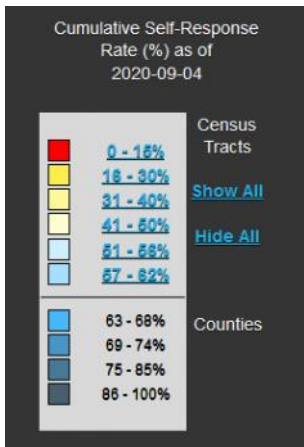 Cumulative Self-Response
Rate (%) as of
2020-09-04
Census
Tracts
0 - 15%
16 - 30%
31 - 40%
41 - 50%
51 - 56%
57 - 62%
Show All
Hide All
63 - 68%
69 - 74%
75 - 85%
86 - 100%
Counties